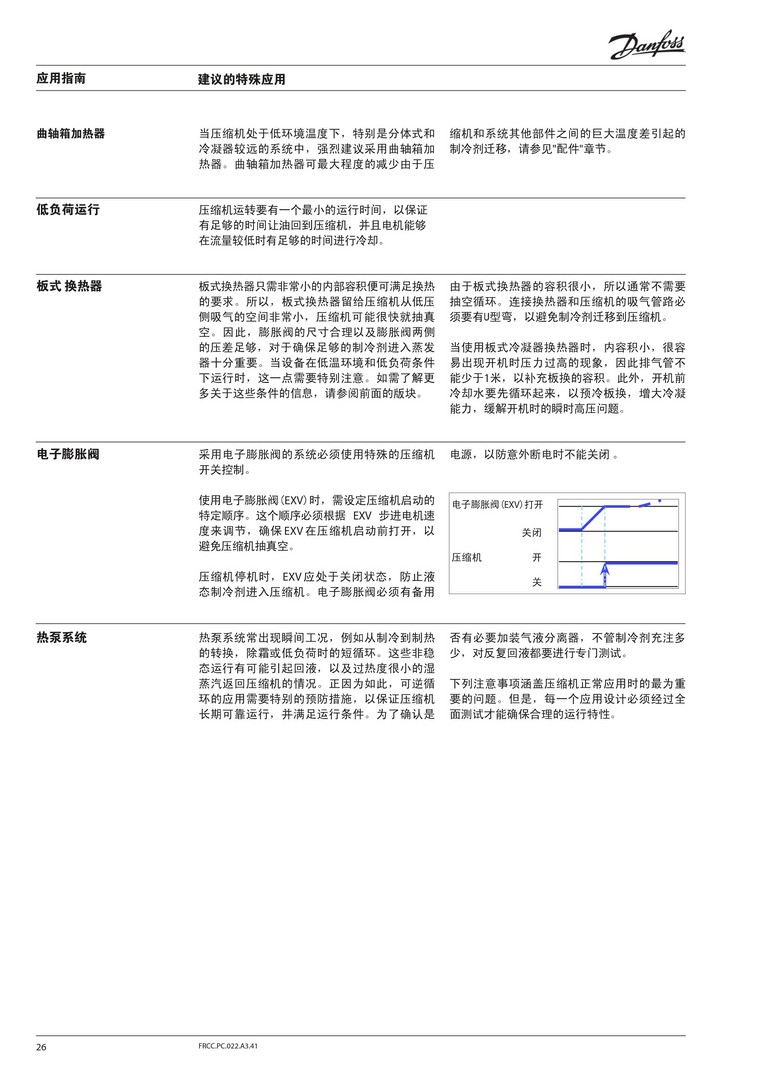 Danfoss
应用指南
建议的特殊应用
曲轴箱加热器
当压缩机处于低环境温度下，特别是分体式和
冷凝器较远的系统中，强烈建议采用曲轴箱加
热器。曲轴箱加热器可最大程度的减少由于压
缩机和系统其他部件之间的巨大温度差引起的
制冷剂迁移，请参见"配件"章节。
低负荷运行
压缩机运转要有一个最小的运行时间，以保证
有足够的时间让油回到压缩机，并且电机能够
在流量较低时有足够的时间进行冷却。
板式 换热器
板式换热器只需非常小的内部容积便可满足换热
的要求。所以，板式换热器留给压缩机从低压
侧吸气的空间非常小，压缩机可能很快就抽真
空。因此，膨胀阀的尺寸合理以及膨胀阀两侧
的压差足够，对于确保足够的制冷剂进入蒸发
器十分重要。当设备在低温环境和低负荷条件
下运行时，这一点需要特别注意。如需了解更
多关于这些条件的信息，请参阅前面的版块。
由于板式换热器的容积很小，所以通常不需要
抽空循环。连接换热器和压缩机的吸气管路必
须要有U型弯，以避免制冷剂迁移到压缩机。
当使用板式冷凝器换热器时，内容积小，很容
易出现开机时压力过高的现象，因此排气管不
能少于1米，以补充板换的容积。此外，开机前
冷却水要先循环起来，以预冷板换，增大冷凝
能力，缓解开机时的瞬时高压问题。
电子膨胀阀
采用电子膨胀阀的系统必须使用特殊的压缩机
开关控制。
使用电子膨胀阀(EXV)时，需设定压缩机启动的
特定顺序。这个顺序必须根据 EXV 步进电机速
度来调节，确保EXV在压缩机启动前打开，以
避免压缩机抽真空。
压缩机停机时，EXV应处于关闭状态，防止液
态制冷剂进入压缩机。电子膨胀阀必须有备用
电源，以防意外断电时不能关闭 。
电子膨胀阀(EXV)打开
关闭
压缩机 开
关
热泵系统
热泵系统常出现瞬间工况，例如从制冷到制热
的转换，除霜或低负荷时的短循环。这些非稳
态运行有可能引起回液，以及过热度很小的湿
蒸汽返回压缩机的情况。正因为如此，可逆循
环的应用需要特别的预防措施，以保证压缩机
长期可靠运行，并满足运行条件。为了确认是
否有必要加装气液分离器，不管制冷剂充注多
少，对反复回液都要进行专门测试。
下列注意事项涵盖压缩机正常应用时的最为重
要的问题。但是，每一个应用设计必须经过全
面测试才能确保合理的运行特性。
26
FRCC.PC.022.A3.41